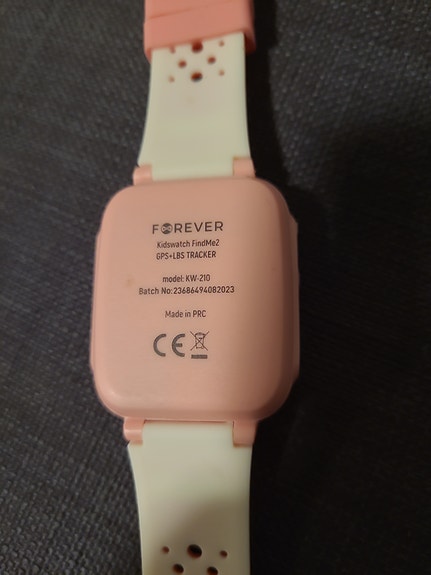 FOREVER
Kidswatch FindMe2
GPS+LBS TRACKER
model: KW-210
Batch No:23686494082023
Made in PRC
CE